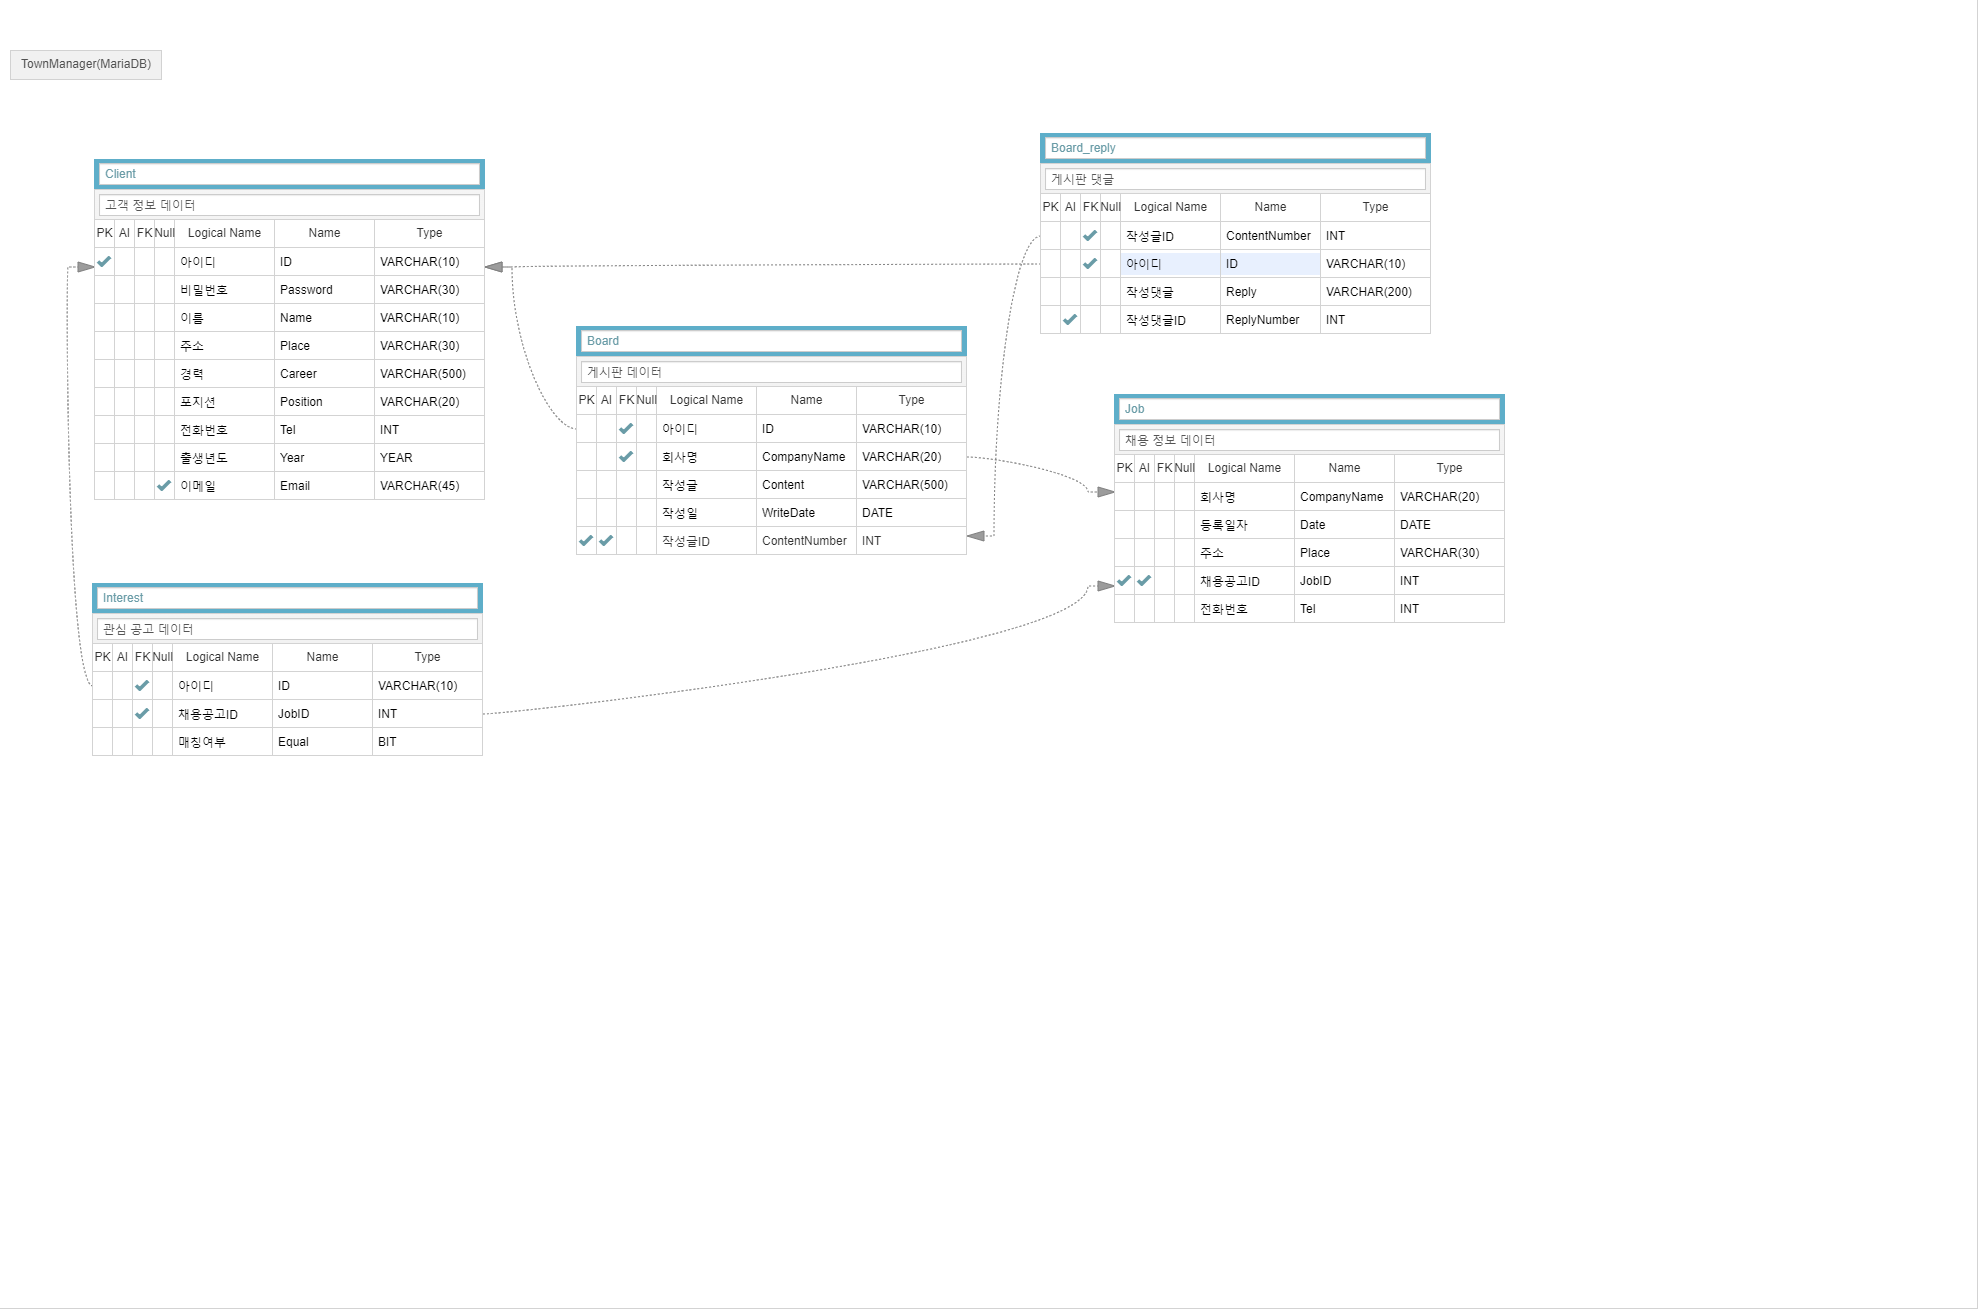 TownManager(MariaDB)
Client
고객 정보 데이터
PK AI FK Null Logical Name Name Type
아이디 ID VARCHAR(10)
비밀번호 Password VARCHAR(30)
이름 Name VARCHAR(10)
주소 Place VARCHAR(30)
경력 Career VARCHAR(500)
포지션 Position VARCHAR(20)
전화번호 Tel INT
출생년도 Year YEAR
이메일 Email VARCHAR(45)
Board_reply
게시판 댓글
PK AI FK Null Logical Name Name Type
작성글ID ContentNumber INT
아이디 ID VARCHAR(10)
작성댓글 Reply VARCHAR(200)
작성댓글ID ReplyNumber INT
Board
게시판 데이터
PK AI FK Null Logical Name Name Type
아이디 ID VARCHAR(10)
회사명 CompanyName VARCHAR(20)
작성글 Content VARCHAR(500)
작성일 WriteDate DATE
작성글ID ContentNumber INT
Job
채용 정보 데이터
PK AI FK Null Logical Name Name Type
회사명 CompanyName VARCHAR(20)
등록일자 Date DATE
주소 Place VARCHAR(30)
채용공고ID JobID INT
전화번호 Tel INT
Interest
관심 공고 데이터
PK AI FK Null Logical Name Name Type
아이디 ID VARCHAR(10)
채용공고ID JobID INT
매칭여부 Equal BIT